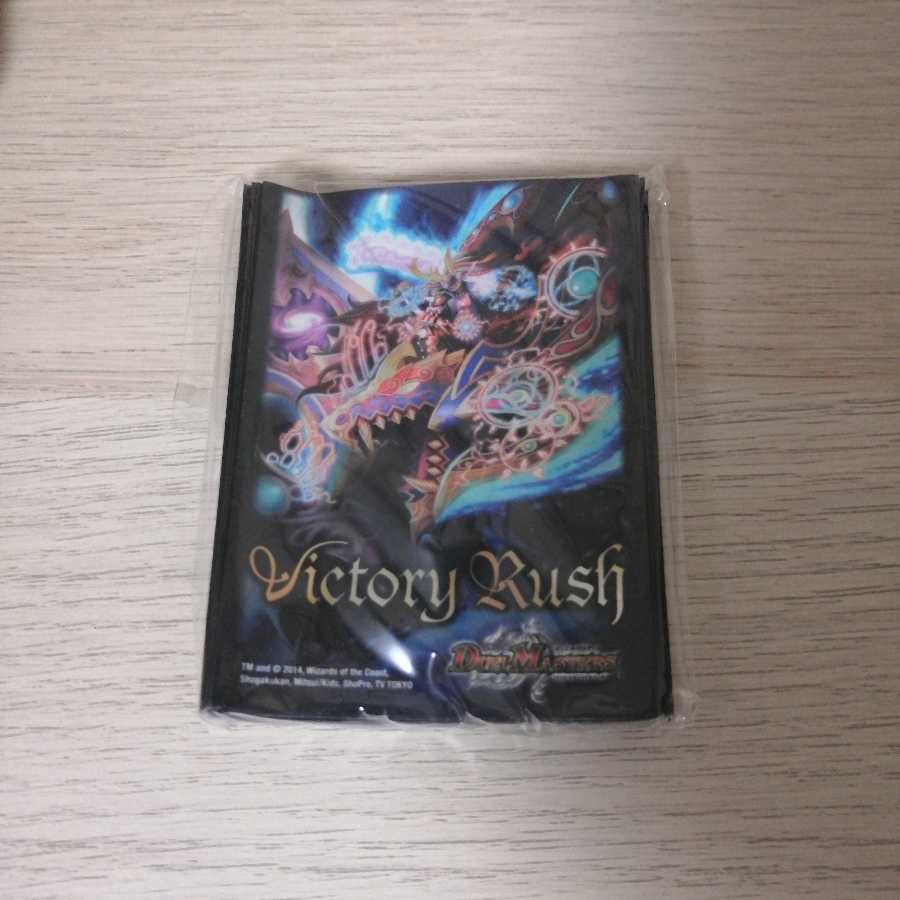 Victory Rush
TM and © 2014, Wizards of the Coast,
Shogakukan, Mitsui/Kids, ShoPro, TV TOKYO
DUEL MASTERS